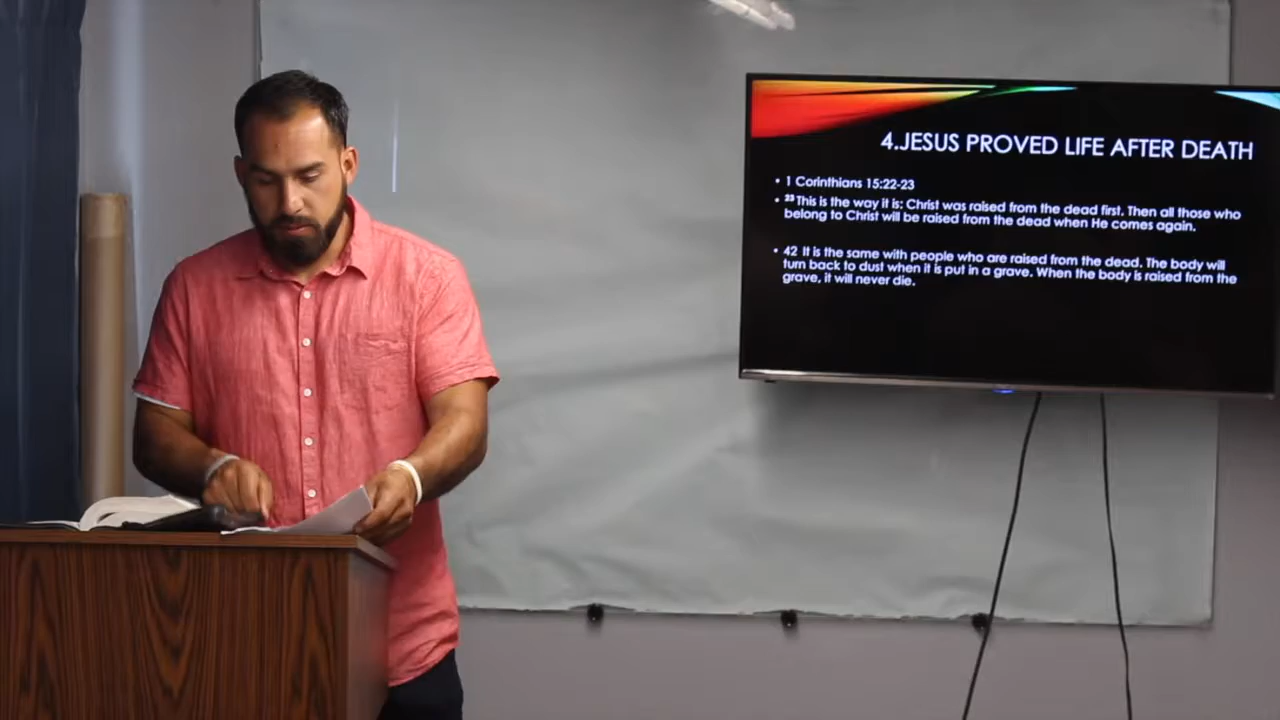 4.JESUS PROVED LIFE AFTER DEATH
• 1 Corinthians 15:22-23
• 23 This is the way it is: Christ was raised from the dead first. Then all those who
belong to Christ will be raised from the dead when He comes again.
• 42 It is the same with people who are raised from the dead. The body will
turn back to dust when it is put in a grave. When the body is raised from the
grave, it will never die.